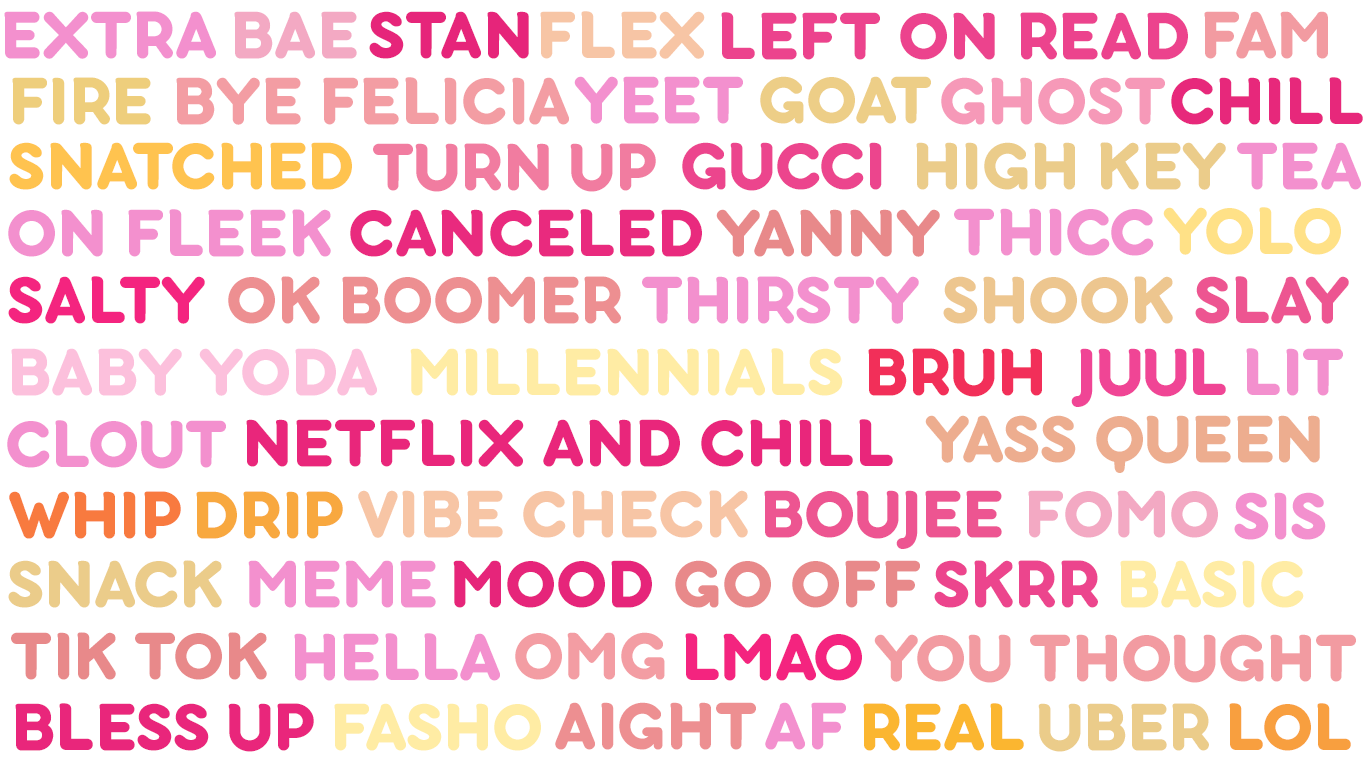 EXTRA BAE STAN FLEX LEFT ON READ FAM
FIRE BYE FELICIA YEET GOAT GHOST CHILL
SNATCHED TURN UP GUCCI HIGH KEY TEA
ON FLEEK CANCELED YANNY THICC YOLO
SALTY OK BOOMER THIRSTY SHOOK SLAY
BABY YODA MILLENNIALS BRUH JUUL LIT
CLOUT NETFLIX AND CHILL YASS QUEEN
WHIP DRIP VIBE CHECK BOUJEE FOMO SIS
SNACK MEME MOOD GO OFF SKRR BASIC
TIK TOK HELLA OMG LMAO YOU THOUGHT
BLESS UP FASHO AIGHT AF REAL UBER LOL